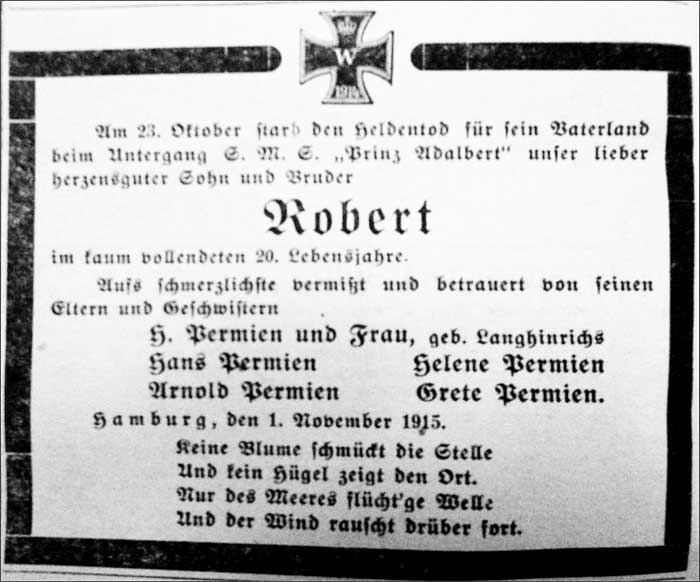 W
1914
Am 23. Oktober starb den Heldentod für sein Vaterland
beim Untergang S. M. S. „Prinz Adalbert“ unser lieber
herzensguter Sohn und Bruder
Robert
im kaum vollendeten 20. Lebensjahre.
Aufs schmerzlichste vermißt und betrauert von seinen
Eltern und Geschwistern
H. Permien und Frau, geb. Langhinrichs
Hans Permien Helene Permien
Arnold Permien Grete Permien.
Hamburg, den 1. November 1915.
Keine Blume schmückt die Stelle
Und kein Hügel zeigt den Ort.
Nur des Meeres flücht'ge Welle
Und der Wind rauscht drüber fort.